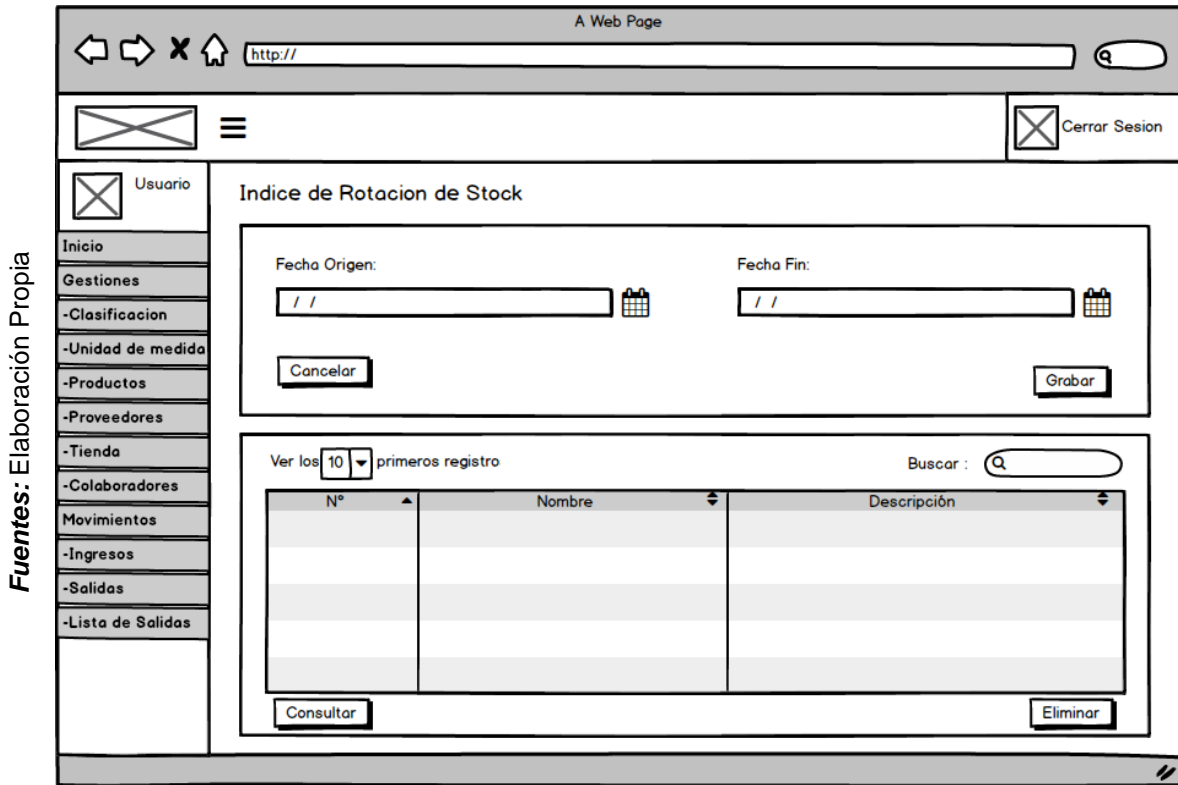 A Web Page
http://
Cerrar Sesion
Usuario
Inicio
Gestiones
-Clasificacion
-Unidad de medida
-Productos
-Proveedores
-Tienda
-Colaboradores
Movimientos
-Ingresos
-Salidas
-Lista de Salidas
Indice de Rotacion de Stock
Fecha Origen: Fecha Fin:
/ / / /
Cancelar Grabar
Ver los 10 primeros registro Buscar :
N° Nombre Descripción
Consultar Eliminar
Fuentes: Elaboración Propia